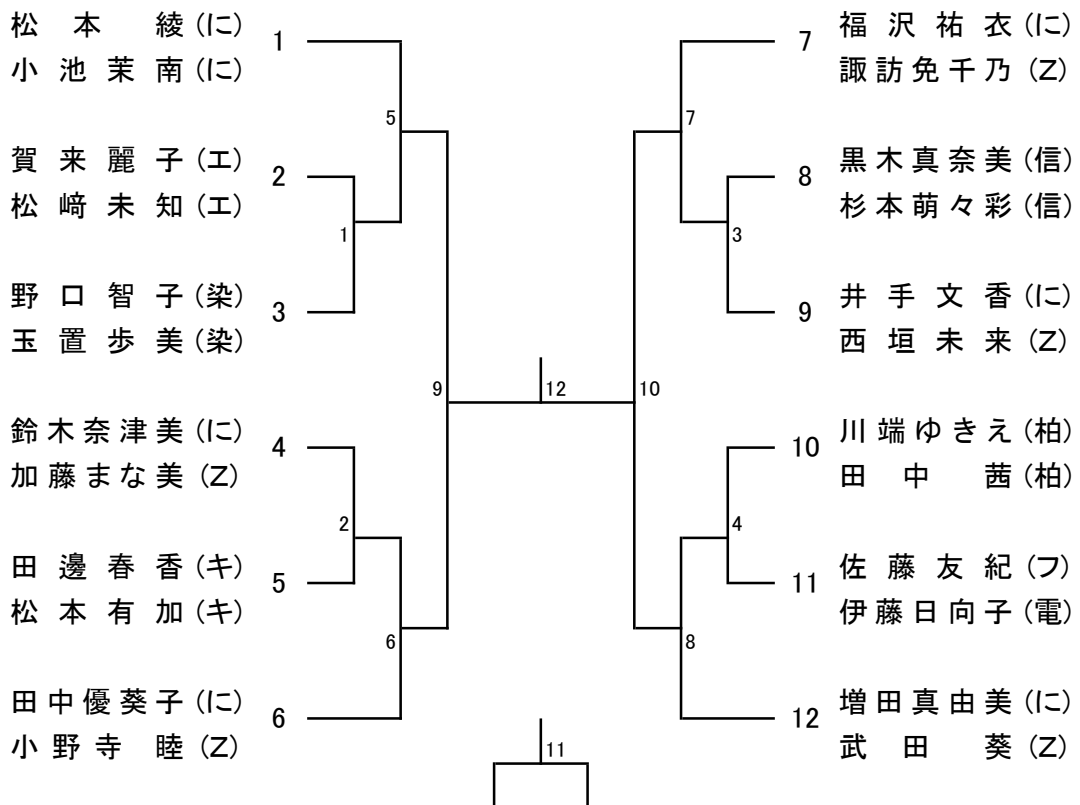 松本綾(に)
1
小池茉南(に)
5
賀来麗子(エ)
2
松﨑未知(エ)
1
野口智子(染)
3
玉置歩美(染)
9
鈴木奈津美(に)
4
加藤まな美(Z)
2
田邊春香(キ)
5
松本有加(キ)
6
田中優葵子(に)
6
小野寺睦(Z)
12
11
福沢祐衣(に)
7
諏訪免千乃(Z)
7
黒木真奈美(信)
8
杉本萌々彩(信)
3
井手文香(に)
9
西垣未来(Z)
10
川端ゆきえ(柏)
10
田中茜(柏)
4
佐藤友紀(フ)
11
伊藤日向子(電)
8
増田真由美(に)
12
武田葵(Z)